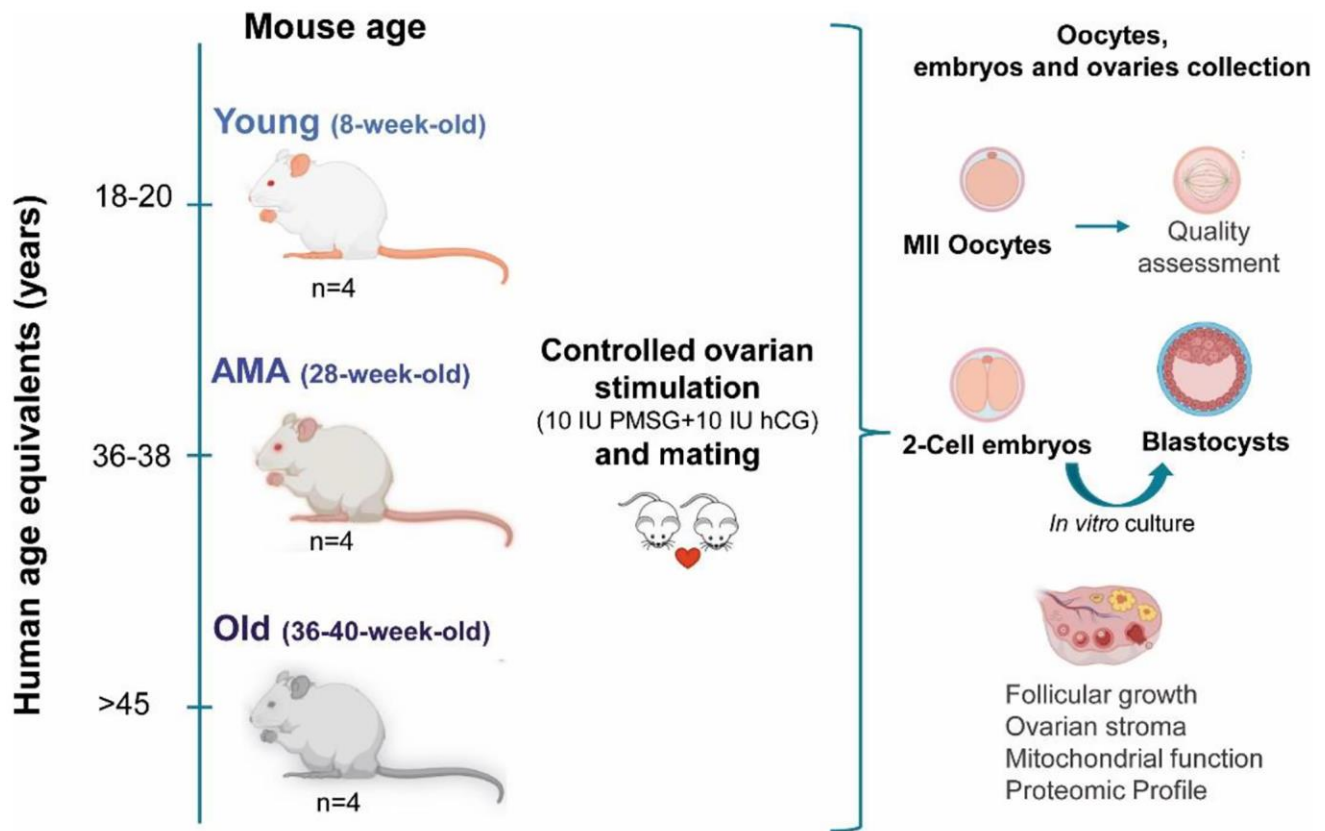 Mouse age
Human age equivalents (years)
Young (8-week-old)
18-20
n=4
AMA (28-week-old)
36-38
n=4
Old (36-40-week-old)
>45
n=4
Controlled ovarian
stimulation
(10 IU PMSG+10 IU hCG)
and mating
Oocytes,
embryos and ovaries collection
MII Oocytes
Quality
assessment
2-Cell embryos
Blastocysts
In vitro culture
Follicular growth
Ovarian stroma
Mitochondrial function
Proteomic Profile